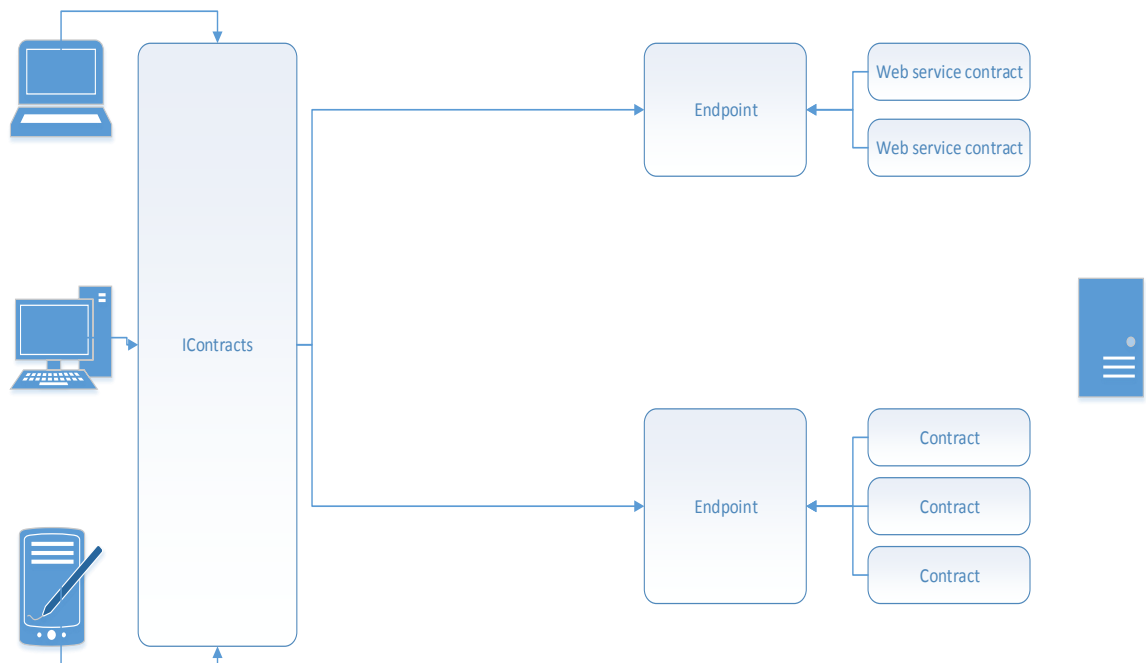 Web service contract
Endpoint
Web service contract
IContracts
Contract
Endpoint
Contract
Contract